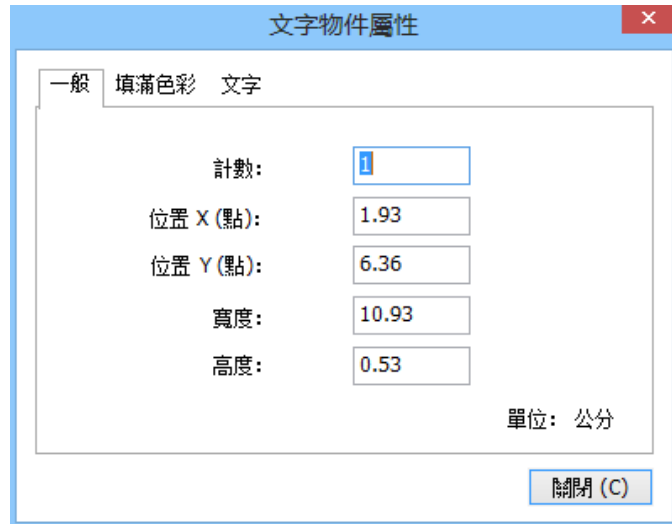 文字物件屬性
一般 填滿色彩 文字
計數: 1
位置 X (點): 1.93
位置 Y (點): 6.36
寬度: 10.93
高度: 0.53
單位: 公分
關閉 (C)